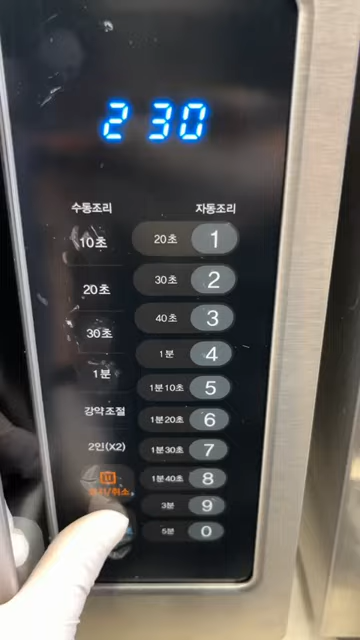 2 30
수동조리 자동조리
10초 20초 1
20초 30초 2
30초 40초 3
1분 1분 4
강약조절 1분10초 5
2인(X2) 1분20초 6
1분30초 7
/취소 1분40초 8
3분 9
5분 0